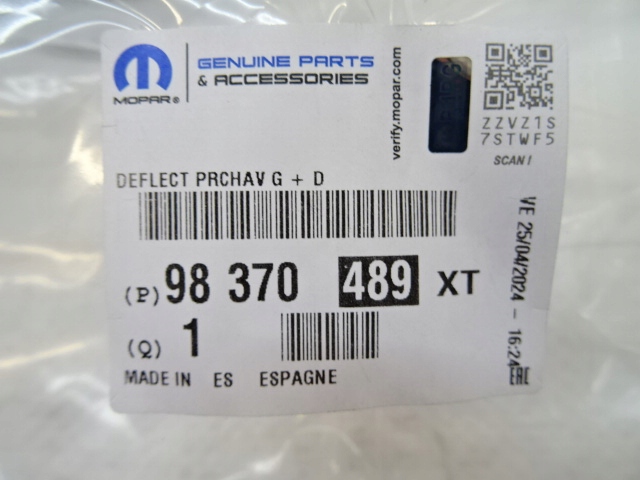 MOPAR®
GENUINE PARTS
& ACCESSORIES
verify.mopar.com
ZZVZ1S
7STWF5
SCAN!
DEFLECT PRCHAV G + D
(P) 98 370 489 XT
(Q) 1
MADE IN ES ESPAGNE
VE 25/04/2024 - 16:24
EAC